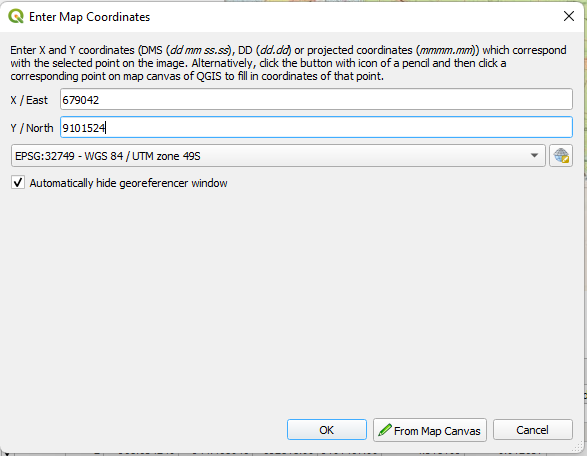 Enter Map Coordinates
Enter X and Y coordinates (DMS (dd mm ss.ss), DD (dd.dd) or projected coordinates (mmmm.mm)) which correspond
with the selected point on the image. Alternatively, click the button with icon of a pencil and then click a
corresponding point on map canvas of QGIS to fill in coordinates of that point.
X / East 679042
Y / North 9101524
EPSG:32749 - WGS 84 / UTM zone 49S
Automatically hide georeferencer window
OK From Map Canvas Cancel